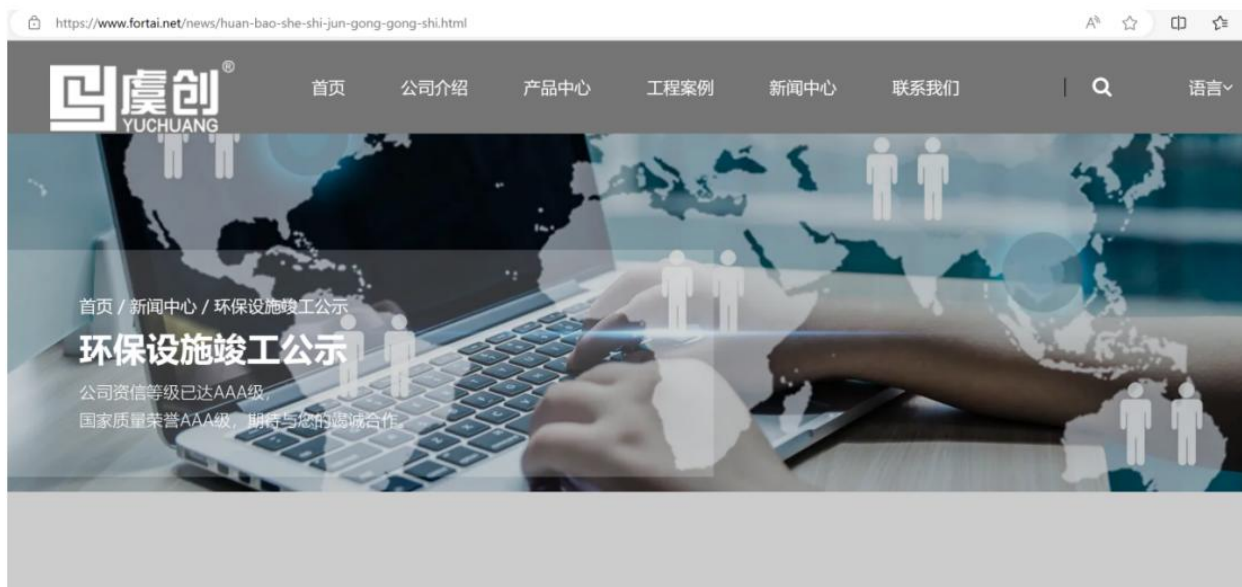 https://www.fortai.net/news/huan-bao-she-shi-jun-gong-gong-shi.html
虞创®
YUCHUANG
首页 公司介绍 产品中心 工程案例 新闻中心 联系我们 语言
首页 / 新闻中心 / 环保设施竣工公示
环保设施竣工公示
公司资信等级已达AAA级,
国家质量荣誉AAA级, 期待与您的竭诚合作。